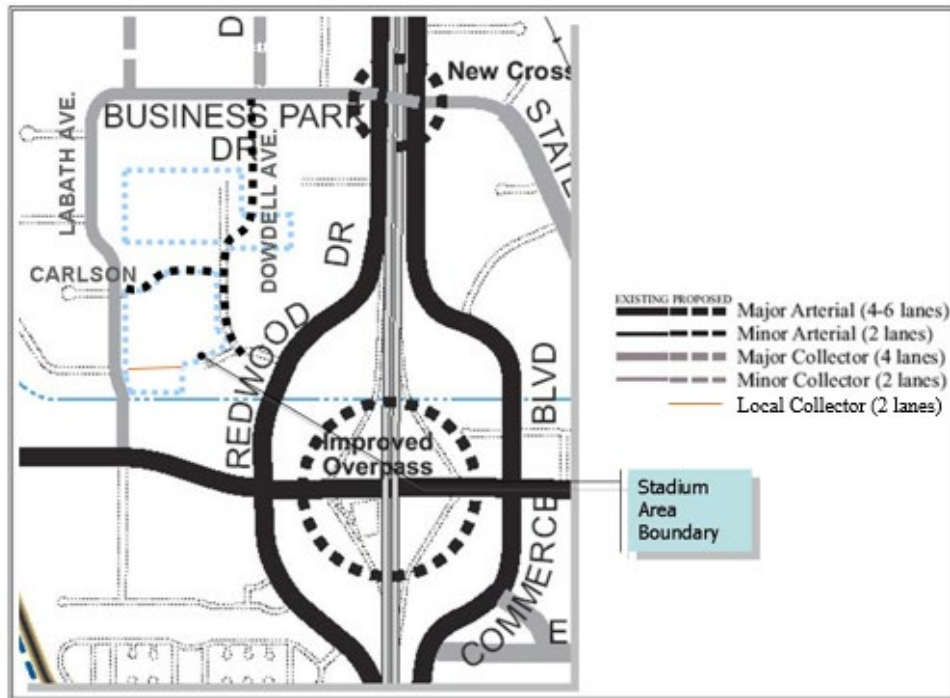 D
New Cross
BUSINESS PARK
DR
STATE
LABATH AVE.
DOWDELL AVE.
CARLSON
REDWOOD DR
Improved
Overpass
COMMERCE BLVD
E
EXISTING PROPOSED
Major Arterial (4-6 lanes)
Minor Arterial (2 lanes)
Major Collector (4 lanes)
Minor Collector (2 lanes)
Local Collector (2 lanes)
Stadium
Area
Boundary